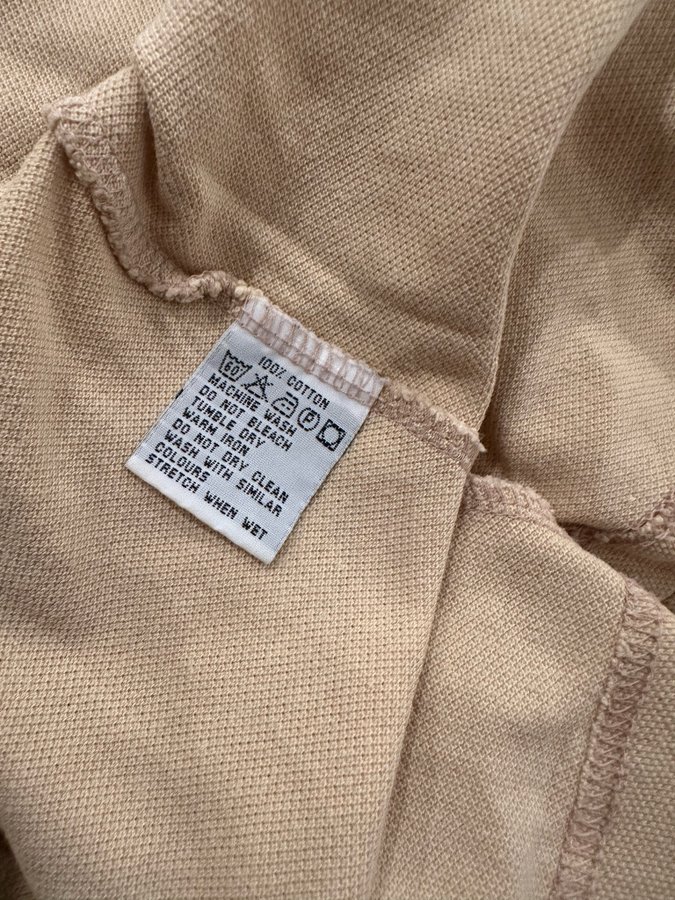 100% COTTON
60 P
MACHINE WASH
DO NOT BLEACH
TUMBLE DRY
WARM IRON
DO NOT DRY CLEAN
WASH WITH SIMILAR
COLOURS
STRETCH WHEN WET